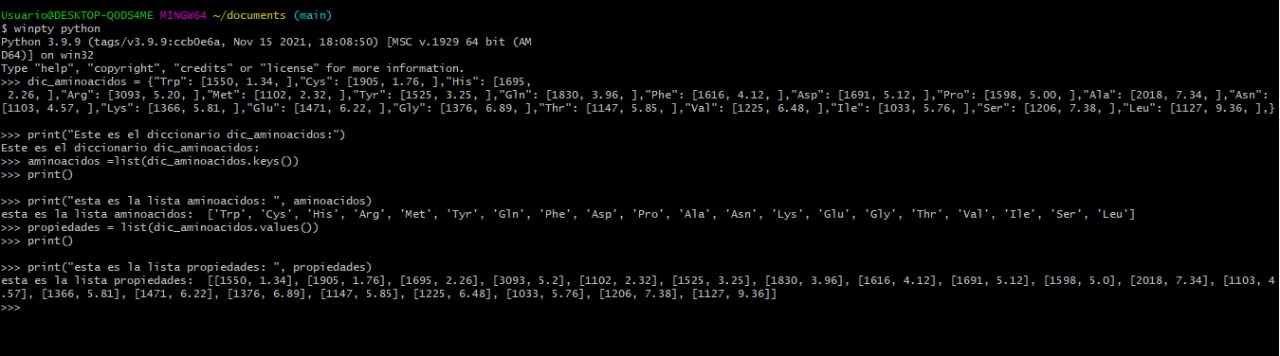 Usuario@DESKTOP-QODS4ME MINGW64 ~/documents (main)
$ winpty python
Python 3.9.9 (tags/v3.9.9:ccb0e6a, Nov 15 2021, 18:08:50) [MSC v.1929 64 bit (AM
D64)] on win32
Type "help", "copyright", "credits" or "license" for more information.
>>> dic_aminoacidos = {"Trp": [1550, 1.34, ],"Cys": [1905, 1.76, ],"His": [1695,
 2.26, ],"Arg": [3093, 5.20, ],"Met": [1102, 2.32, ],"Tyr": [1525, 3.25, ],"Gln": [1830, 3.96, ],"Phe": [1616, 4.12, ],"Asp": [1691, 5.12, ],"Pro": [1598, 5.00, ],"Ala": [2018, 7.34, ],"Asn":
[1103, 4.57, ],"Lys": [1366, 5.81, ],"Glu": [1471, 6.22, ],"Gly": [1376, 6.89, ],"Thr": [1147, 5.85, ],"Val": [1225, 6.48, ],"Ile": [1033, 5.76, ],"Ser": [1206, 7.38, ],"Leu": [1127, 9.36, ],}
>>> print("Este es el diccionario dic_aminoacidos:")
Este es el diccionario dic_aminoacidos:
>>> aminoacidos =list(dic_aminoacidos.keys())
>>> print()
>>> print("esta es la lista aminoacidos: ", aminoacidos)
esta es la lista aminoacidos:  ['Trp', 'Cys', 'His', 'Arg', 'Met', 'Tyr', 'Gln', 'Phe', 'Asp', 'Pro', 'Ala', 'Asn', 'Lys', 'Glu', 'Gly', 'Thr', 'Val', 'Ile', 'Ser', 'Leu']
>>> propiedades = list(dic_aminoacidos.values())
>>> print()
>>> print("esta es la lista propiedades: ", propiedades)
esta es la lista propiedades:  [[1550, 1.34], [1905, 1.76], [1695, 2.26], [3093, 5.2], [1102, 2.32], [1525, 3.25], [1830, 3.96], [1616, 4.12], [1691, 5.12], [1598, 5.0], [2018, 7.34], [1103, 4
.57], [1366, 5.81], [1471, 6.22], [1376, 6.89], [1147, 5.85], [1225, 6.48], [1033, 5.76], [1206, 7.38], [1127, 9.36]]
>>>